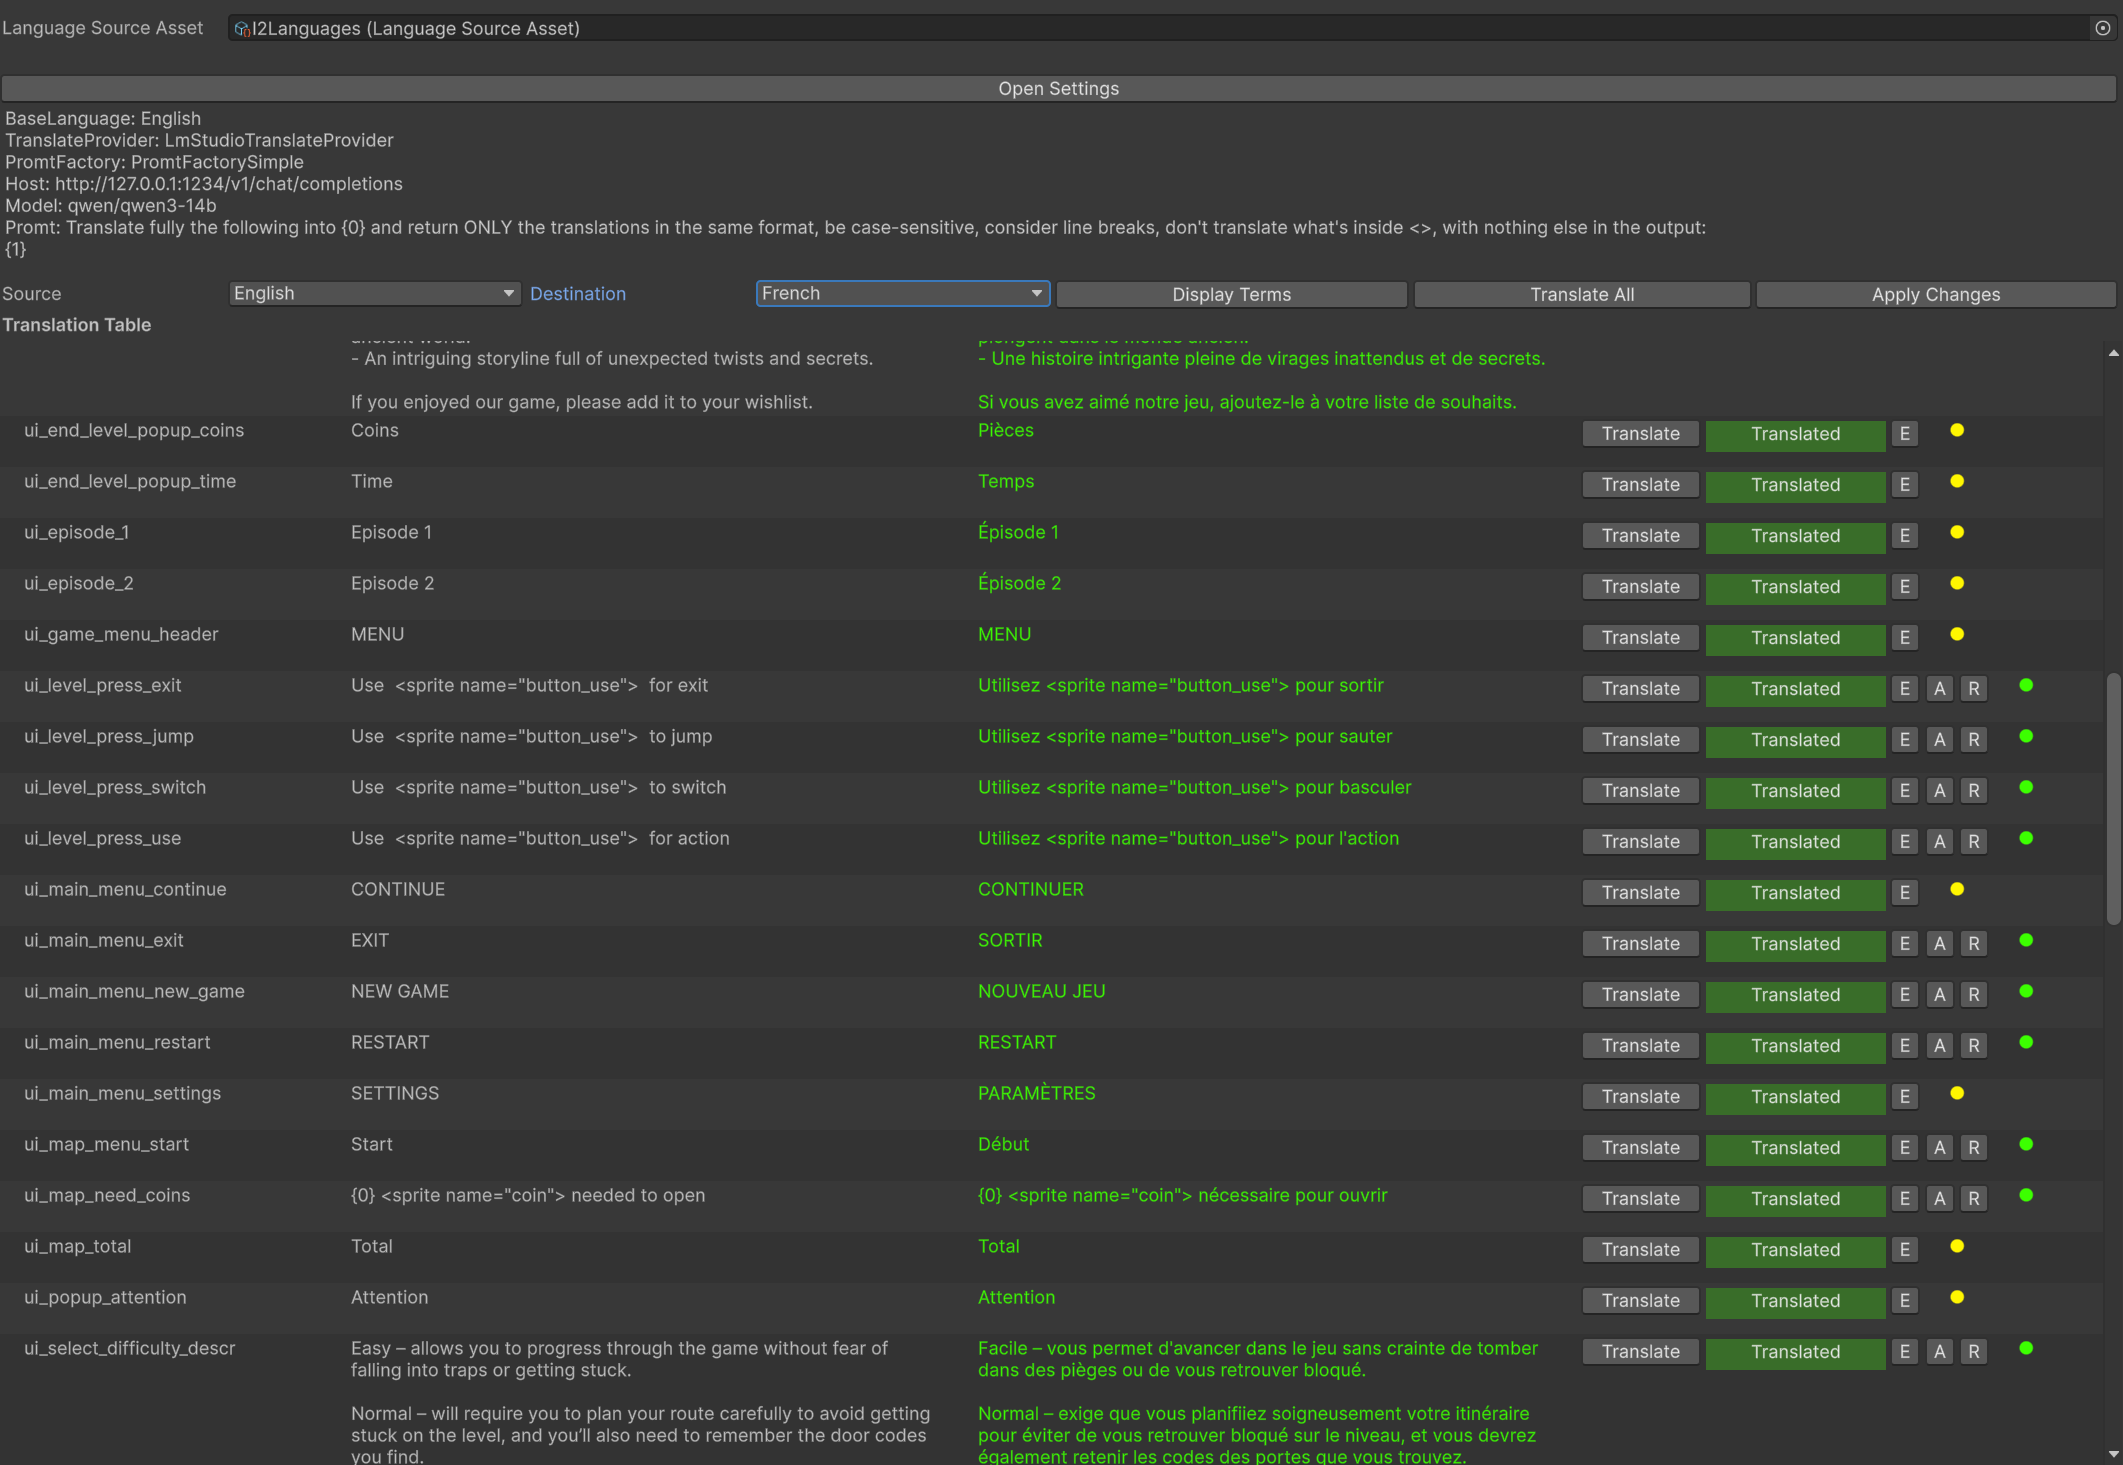 Language Source Asset I2Languages (Language Source Asset)
Open Settings
BaseLanguage: English
TranslateProvider: LmStudioTranslateProvider
PromtFactory: PromtFactorySimple
Host: http://127.0.0.1:1234/v1/chat/completions
Model: qwen/qwen3-14b
Promt: Translate fully the following into {0} and return ONLY the translations in the same format, be case-sensitive, consider line breaks, don't translate what's inside <>, with nothing else in the output:
{1}
Source English Destination French Display Terms Translate All Apply Changes
Translation Table
ancient world. plongent dans le monde ancien.
- An intriguing storyline full of unexpected twists and secrets. - Une histoire intrigante pleine de virages inattendus et de secrets.
If you enjoyed our game, please add it to your wishlist. Si vous avez aimé notre jeu, ajoutez-le à votre liste de souhaits.
ui_end_level_popup_coins Coins Pièces Translate Translated E
ui_end_level_popup_time Time Temps Translate Translated E
ui_episode_1 Episode 1 Épisode 1 Translate Translated E
ui_episode_2 Episode 2 Épisode 2 Translate Translated E
ui_game_menu_header MENU MENU Translate Translated E
ui_level_press_exit Use  <sprite name="button_use">  for exit Utilisez <sprite name="button_use"> pour sortir Translate Translated E A R
ui_level_press_jump Use  <sprite name="button_use">  to jump Utilisez <sprite name="button_use"> pour sauter Translate Translated E A R
ui_level_press_switch Use  <sprite name="button_use">  to switch Utilisez <sprite name="button_use"> pour basculer Translate Translated E A R
ui_level_press_use Use  <sprite name="button_use">  for action Utilisez <sprite name="button_use"> pour l'action Translate Translated E A R
ui_main_menu_continue CONTINUE CONTINUER Translate Translated E
ui_main_menu_exit EXIT SORTIR Translate Translated E A R
ui_main_menu_new_game NEW GAME NOUVEAU JEU Translate Translated E A R
ui_main_menu_restart RESTART RESTART Translate Translated E A R
ui_main_menu_settings SETTINGS PARAMÈTRES Translate Translated E
ui_map_menu_start Start Début Translate Translated E A R
ui_map_need_coins {0} <sprite name="coin"> needed to open {0} <sprite name="coin"> nécessaire pour ouvrir Translate Translated E A R
ui_map_total Total Total Translate Translated E
ui_popup_attention Attention Attention Translate Translated E
ui_select_difficulty_descr Easy – allows you to progress through the game without fear of Facile – vous permet d'avancer dans le jeu sans crainte de tomber Translate Translated E A R
falling into traps or getting stuck. dans des pièges ou de vous retrouver bloqué.
Normal – will require you to plan your route carefully to avoid getting Normal – exige que vous planifiiez soigneusement votre itinéraire
stuck on the level, and you'll also need to remember the door codes pour éviter de vous retrouver bloqué sur le niveau, et vous devrez
you find. également retenir les codes des portes que vous trouvez.